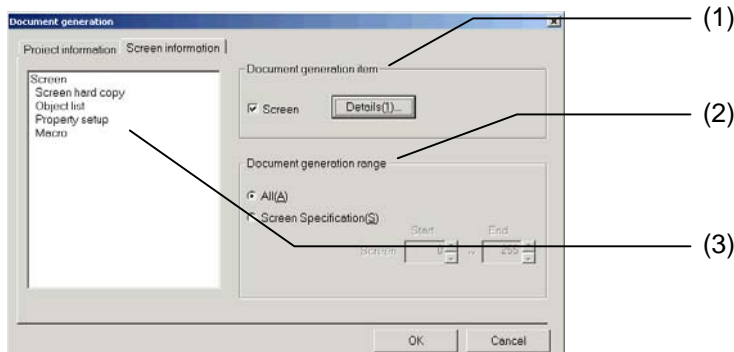 Document generation
(1)
Project information Screen information
Screen
Screen hard copy
Object list
Property setup
Macro
Document generation item
Screen Details(1)...
(2)
Document generation range
All(A)
Screen Specification(S)
Start End
Screen 0 ~ 255
(3)
OK Cancel